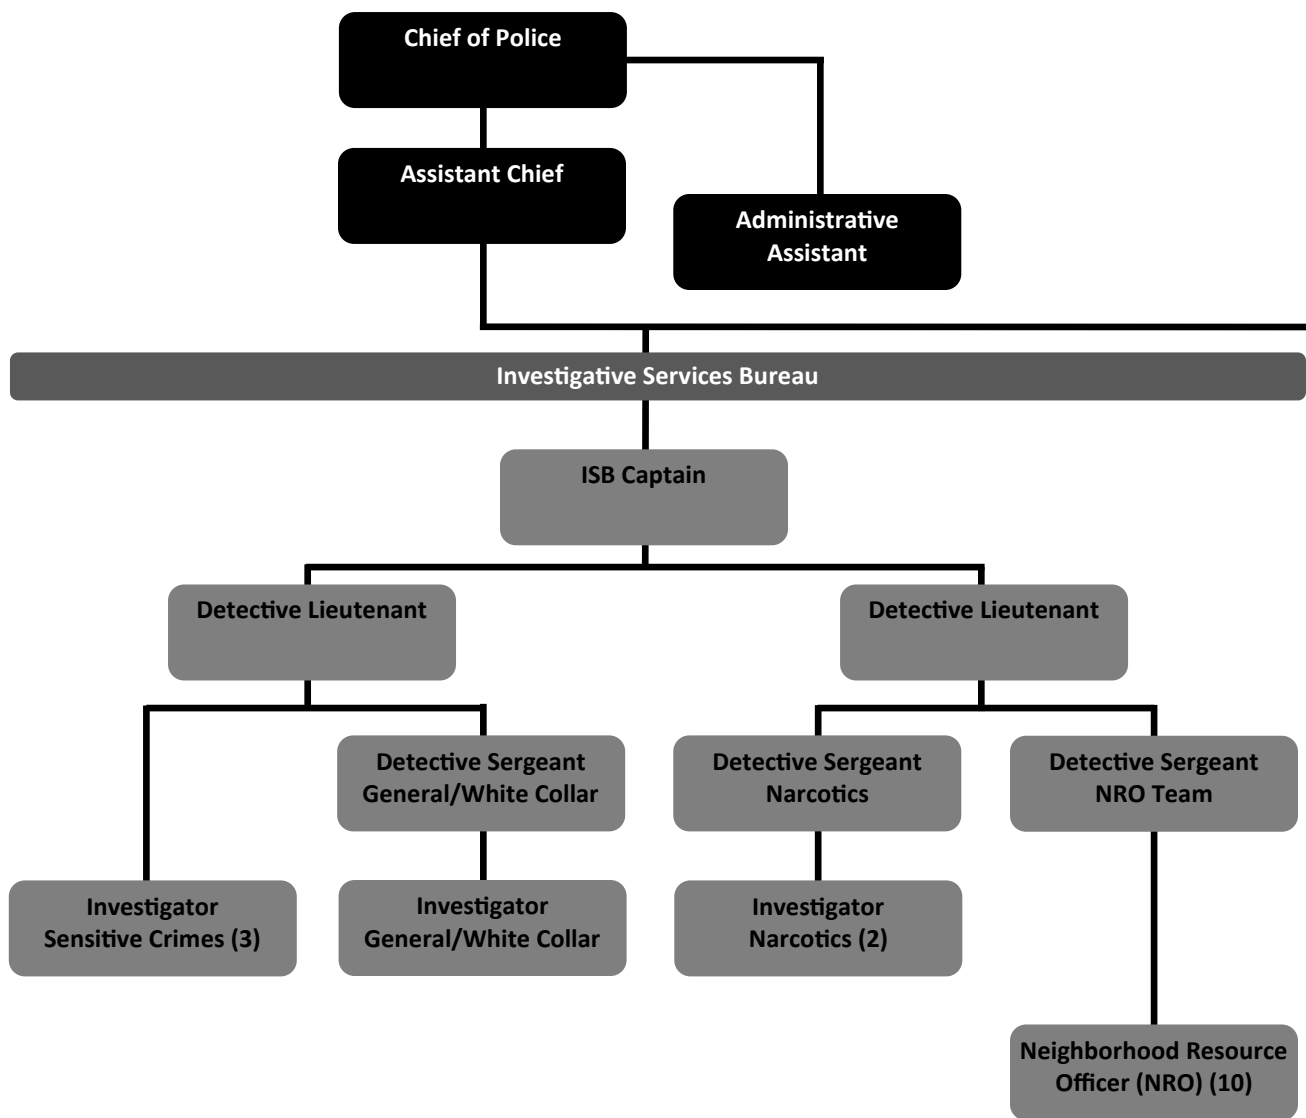 Chief of Police
Assistant Chief
Administrative
Assistant
Investigative Services Bureau
ISB Captain
Detective Lieutenant
Detective Lieutenant
Detective Sergeant
General/White Collar
Detective Sergeant
Narcotics
Detective Sergeant
NRO Team
Investigator
Sensitive Crimes (3)
Investigator
General/White Collar
Investigator
Narcotics (2)
Neighborhood Resource
Officer (NRO) (10)